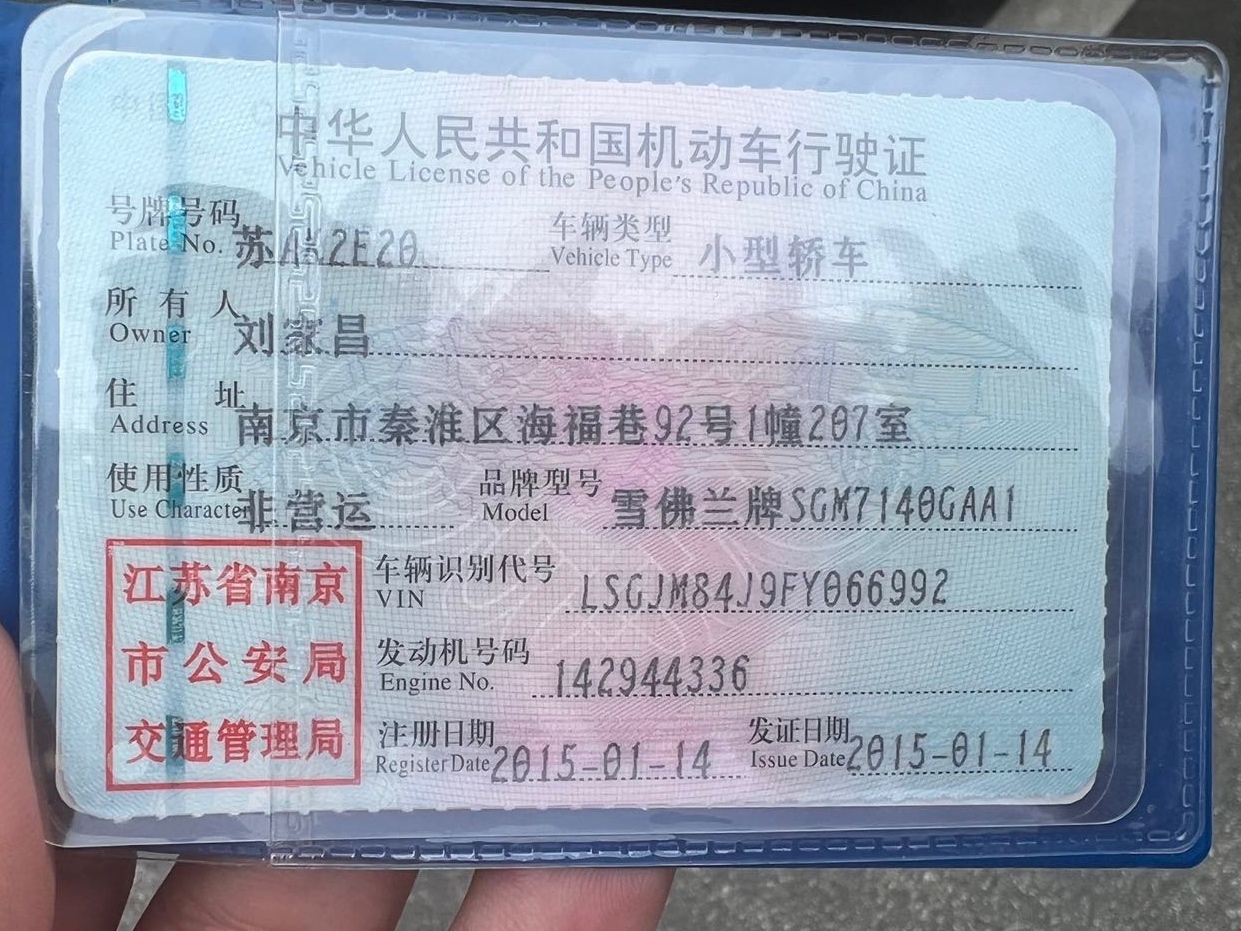 中华人民共和国机动车行驶证
Vehicle License of the People's Republic of China
号牌号码 车辆类型 小型轿车
Plate No. Vehicle Type
所有人 刘家昌
Owner
住址 南京市秦淮区海福巷92号1幢207室
Address
使用性质 非营运 品牌型号 雪佛兰牌SGM7140GAA1
Use Character Model
江苏省南京
市公安局
交通管理局
车辆识别代号 LSGJM84J9FY066992
VIN
发动机号码 142944336
Engine No.
注册日期 2015-01-14 发证日期 2015-01-14
Register Date Issue Date